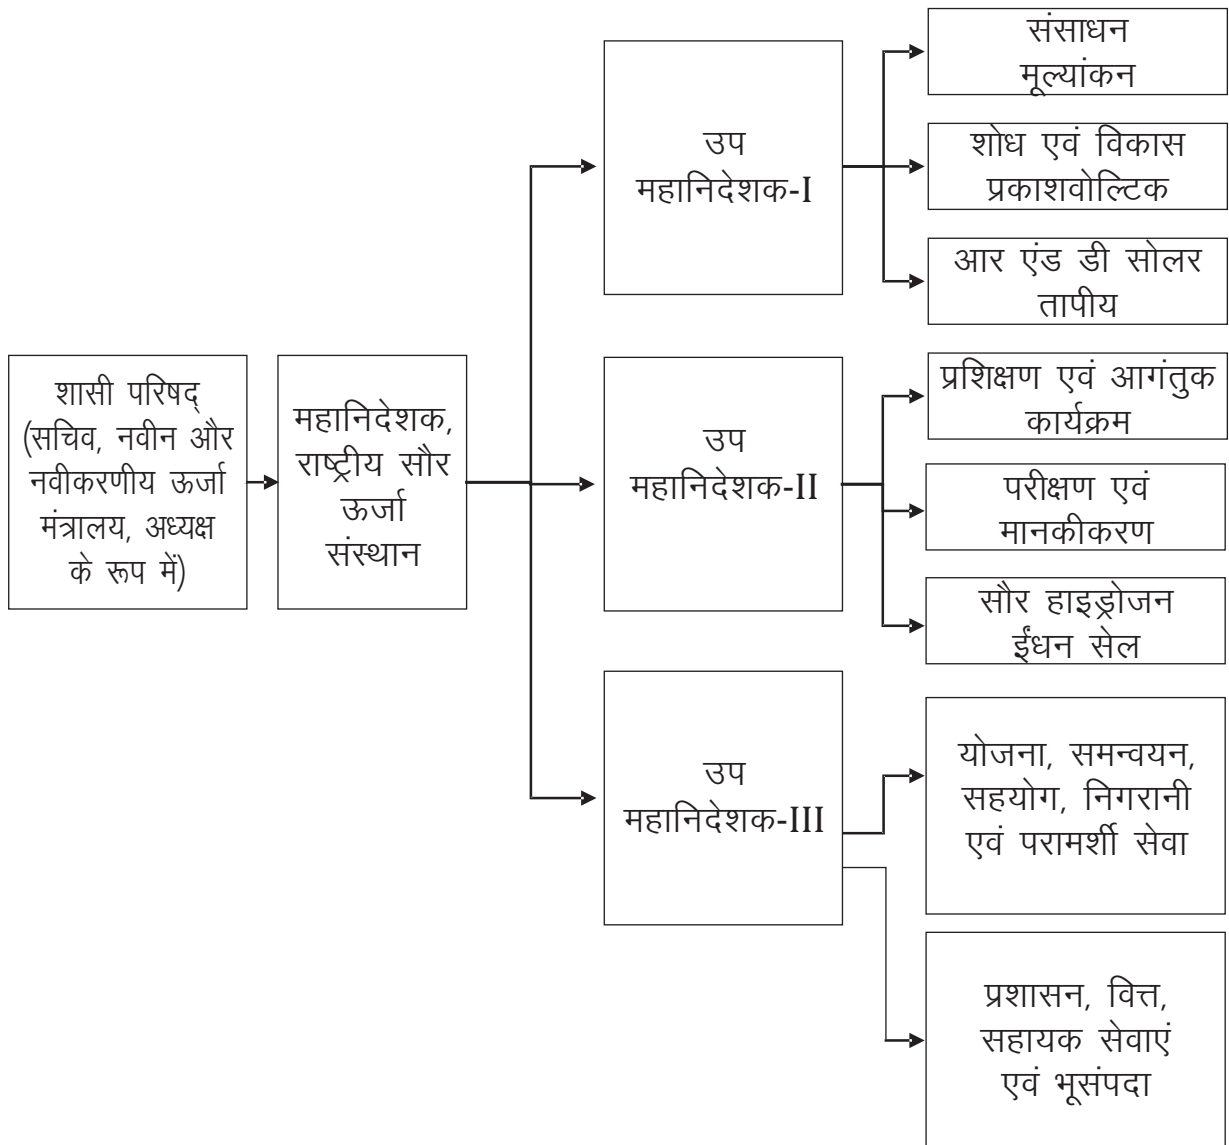 शासी परिषद्
(सचिव, नवीन और
नवीकरणीय ऊर्जा
मंत्रालय, अध्यक्ष
के रूप में)
महानिदेशक,
राष्ट्रीय सौर
ऊर्जा
संस्थान
उप
महानिदेशक-I
संसाधन
मूल्यांकन
शोध एवं विकास
प्रकाशवोल्टिक
आर एंड डी सोलर
तापीय
उप
महानिदेशक-II
प्रशिक्षण एवं आगंतुक
कार्यक्रम
परीक्षण एवं
मानकीकरण
सौर हाइड्रोजन
ईंधन सेल
उप
महानिदेशक-III
योजना, समन्वयन,
सहयोग, निगरानी
एवं परामर्शी सेवा
प्रशासन, वित्त,
सहायक सेवाएं
एवं भूसंपदा